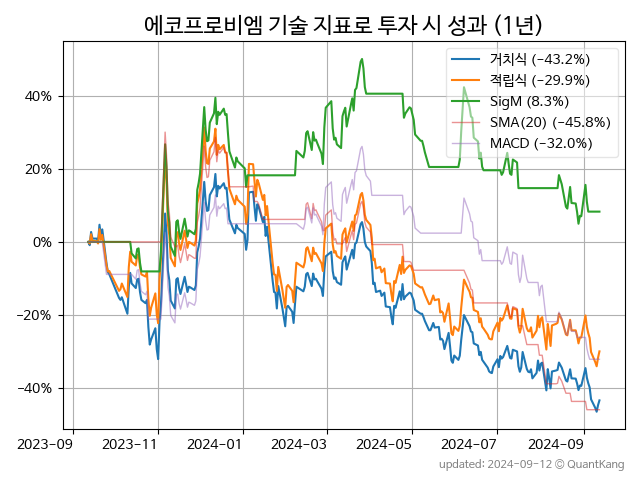 에코프로비엠 기술 지표로 투자 시 성과 (1년)
거치식 (−43.2%)
적립식 (−29.9%)
SigM (8.3%)
SMA(20) (−45.8%)
MACD (−32.0%)
40%
20%
0%
−20%
−40%
2023-09 2023-11 2024-01 2024-03 2024-05 2024-07 2024-09
updated: 2024-09-12 © QuantKang